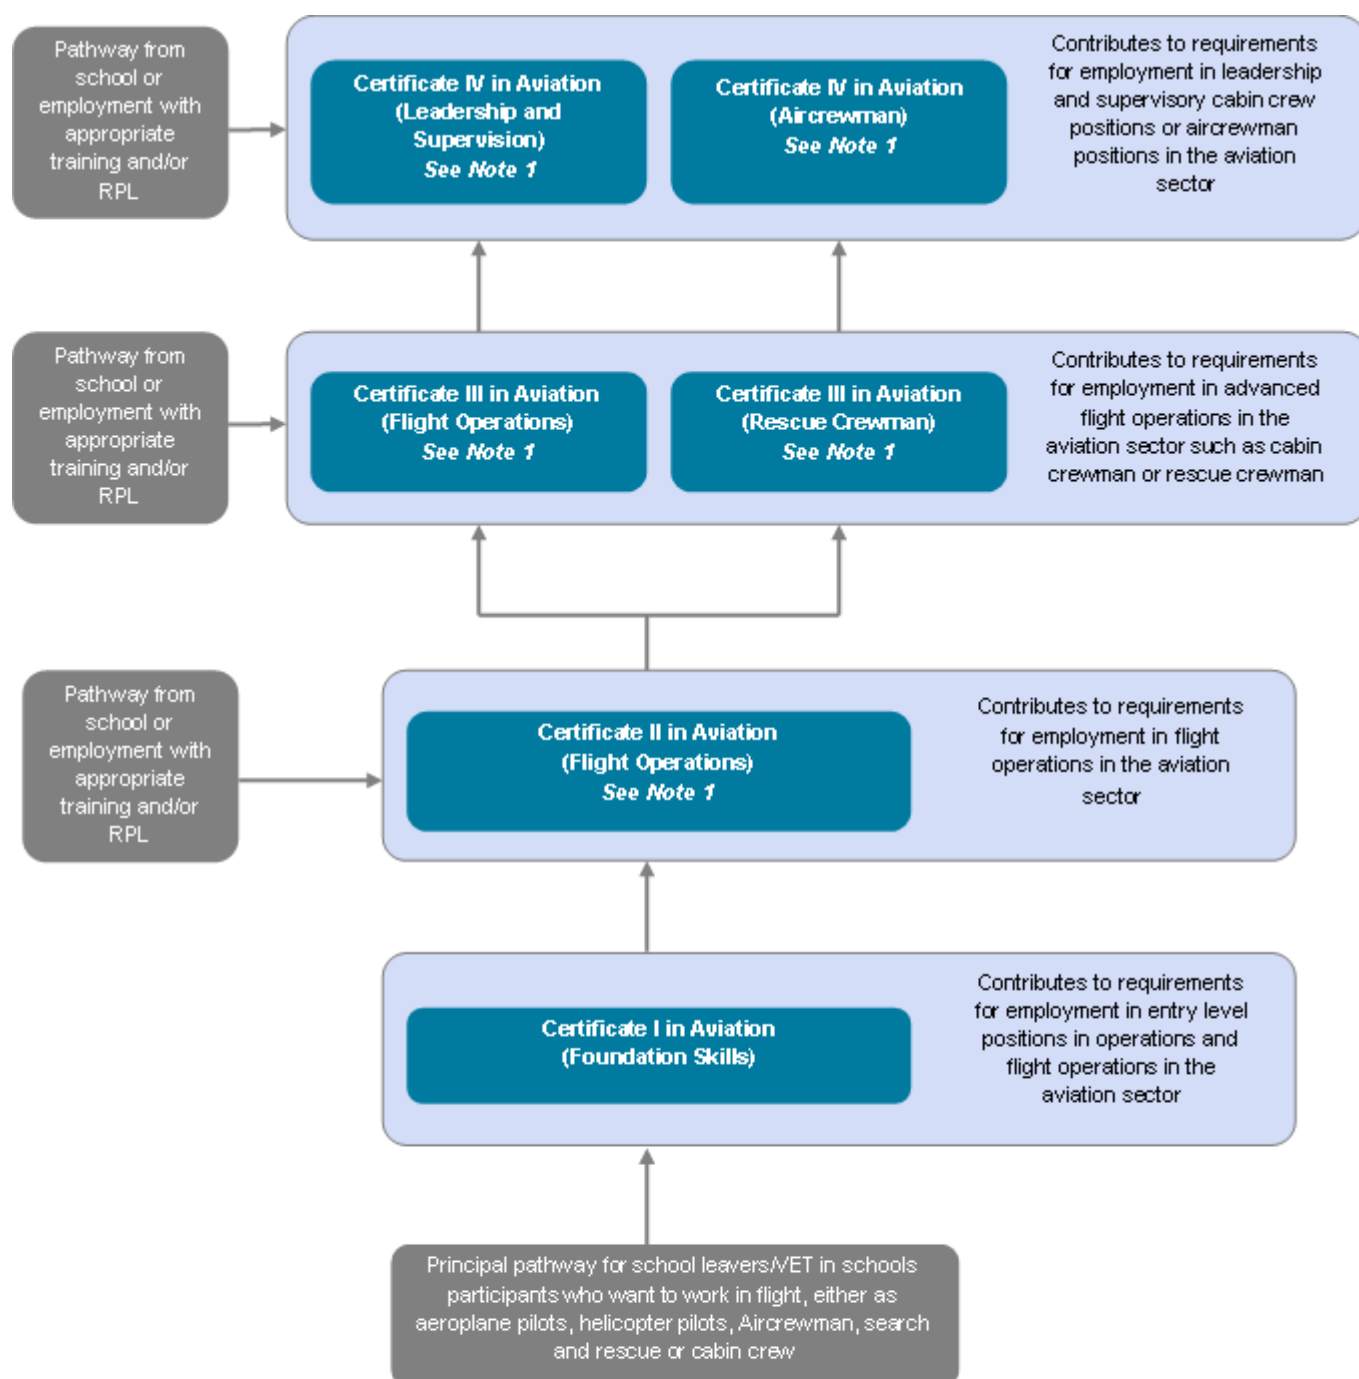 Pathway from
school or
employment with
appropriate
training and/or
RPL
Certificate IV in Aviation
(Leadership and
Supervision)
See Note 1
Certificate IV in Aviation
(Aircrewman)
See Note 1
Contributes to requirements
for employment in leadership
and supervisory cabin crew
positions or aircrewman
positions in the aviation
sector
Pathway from
school or
employment with
appropriate
training and/or
RPL
Certificate III in Aviation
(Flight Operations)
See Note 1
Certificate III in Aviation
(Rescue Crewman)
See Note 1
Contributes to requirements
for employment in advanced
flight operations in the
aviation sector such as cabin
crewman or rescue crewman
Pathway from
school or
employment with
appropriate
training and/or
RPL
Certificate II in Aviation
(Flight Operations)
See Note 1
Contributes to requirements
for employment in flight
operations in the aviation
sector
Certificate I in Aviation
(Foundation Skills)
Contributes to requirements
for employment in entry level
positions in operations and
flight operations in the
aviation sector
Principal pathway for school leavers/VET in schools
participants who want to work in flight, either as
aeroplane pilots, helicopter pilots, Aircrewman, search
and rescue or cabin crew